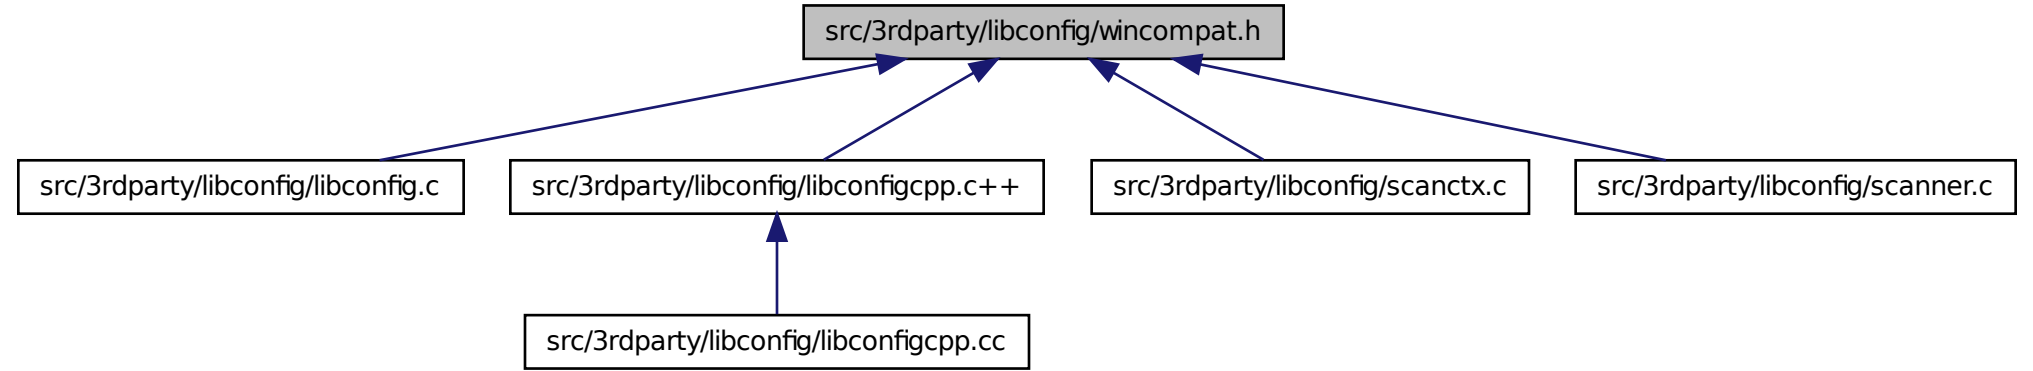 src/3rdparty/libconfig/wincompat.h
src/3rdparty/libconfig/libconfig.c
src/3rdparty/libconfig/libconfigcpp.c++
src/3rdparty/libconfig/scanctx.c
src/3rdparty/libconfig/scanner.c
src/3rdparty/libconfig/libconfigcpp.cc